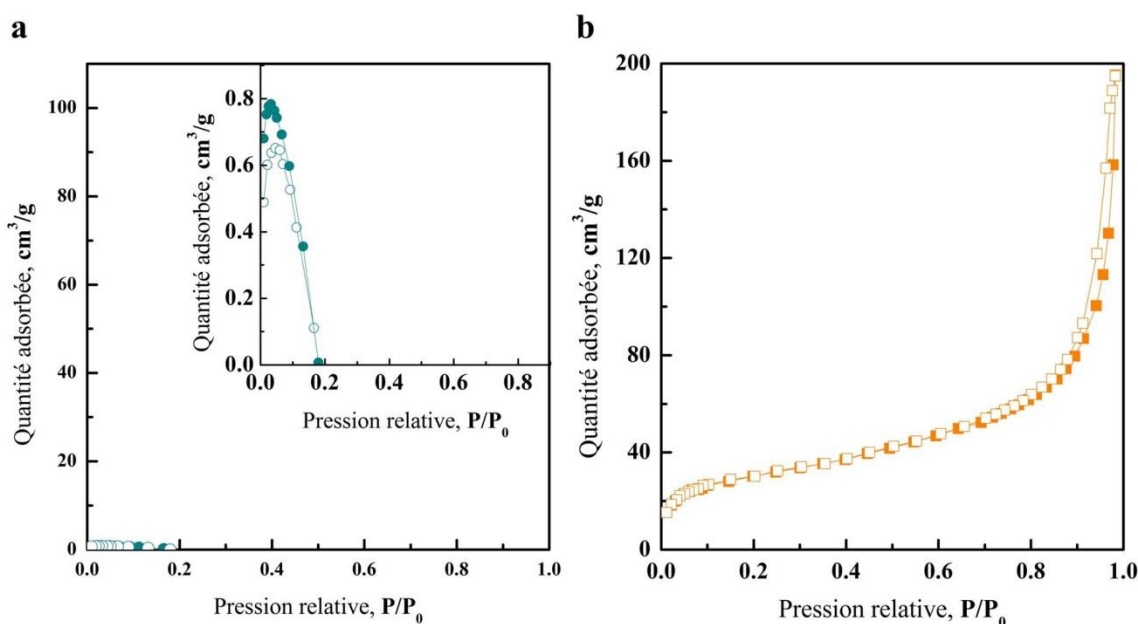 a
Quantité adsorbée, cm³/g
100
80
60
40
20
0
0.0 0.2 0.4 0.6 0.8 1.0
Pression relative, P/P₀
Quantité adsorbée, cm³/g
0.8
0.6
0.4
0.2
0.0
0.0 0.2 0.4 0.6 0.8
Pression relative, P/P₀
b
Quantité adsorbée, cm³/g
200
160
120
80
40
0
0.0 0.2 0.4 0.6 0.8 1.0
Pression relative, P/P₀